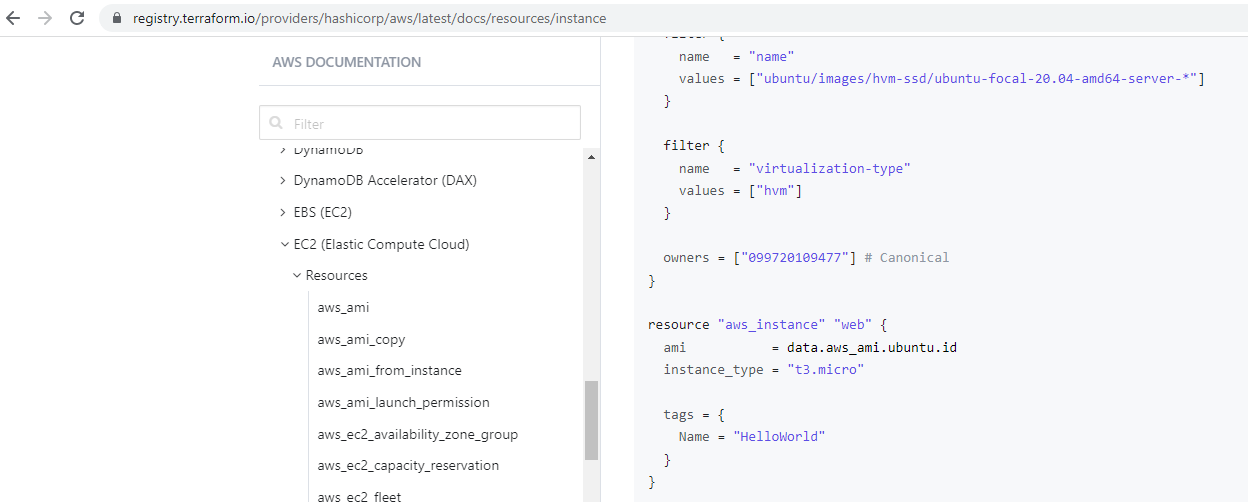 registry.terraform.io/providers/hashicorp/aws/latest/docs/resources/instance
AWS DOCUMENTATION
Filter
DynamoDB
DynamoDB Accelerator (DAX)
EBS (EC2)
EC2 (Elastic Compute Cloud)
Resources
aws_ami
aws_ami_copy
aws_ami_from_instance
aws_ami_launch_permission
aws_ec2_availability_zone_group
aws_ec2_capacity_reservation
aws_ec2_fleet
filter {
name   = "name"
values = ["ubuntu/images/hvm-ssd/ubuntu-focal-20.04-amd64-server-*"]
}
filter {
name   = "virtualization-type"
values = ["hvm"]
}
owners = ["099720109477"] # Canonical
}
resource "aws_instance" "web" {
ami           = data.aws_ami.ubuntu.id
instance_type = "t3.micro"
tags = {
Name = "HelloWorld"
}
}